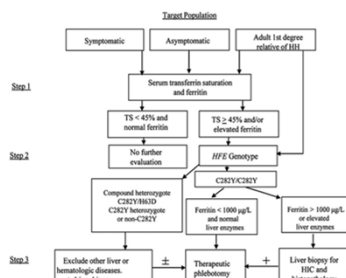 Target Population
Symptomatic
Asymptomatic
Adult 1st degree
relative of HH
Step 1
Serum transferrin saturation
and ferritin
TS < 45% and
normal ferritin
TS ≥ 45% and/or
elevated ferritin
Step 2
No further
evaluation
HFE Genotype
C282Y/C282Y
Compound heterozygote
C282Y/H63D
C282Y heterozygote
or non-C282Y
Ferritin < 1000 µg/L
and normal
liver enzymes
Ferritin > 1000 µg/L
or elevated
liver enzymes
Step 3
Exclude other liver or
hematologic diseases.
±
Therapeutic
phlebotomy
+
Liver biopsy for
HIC and